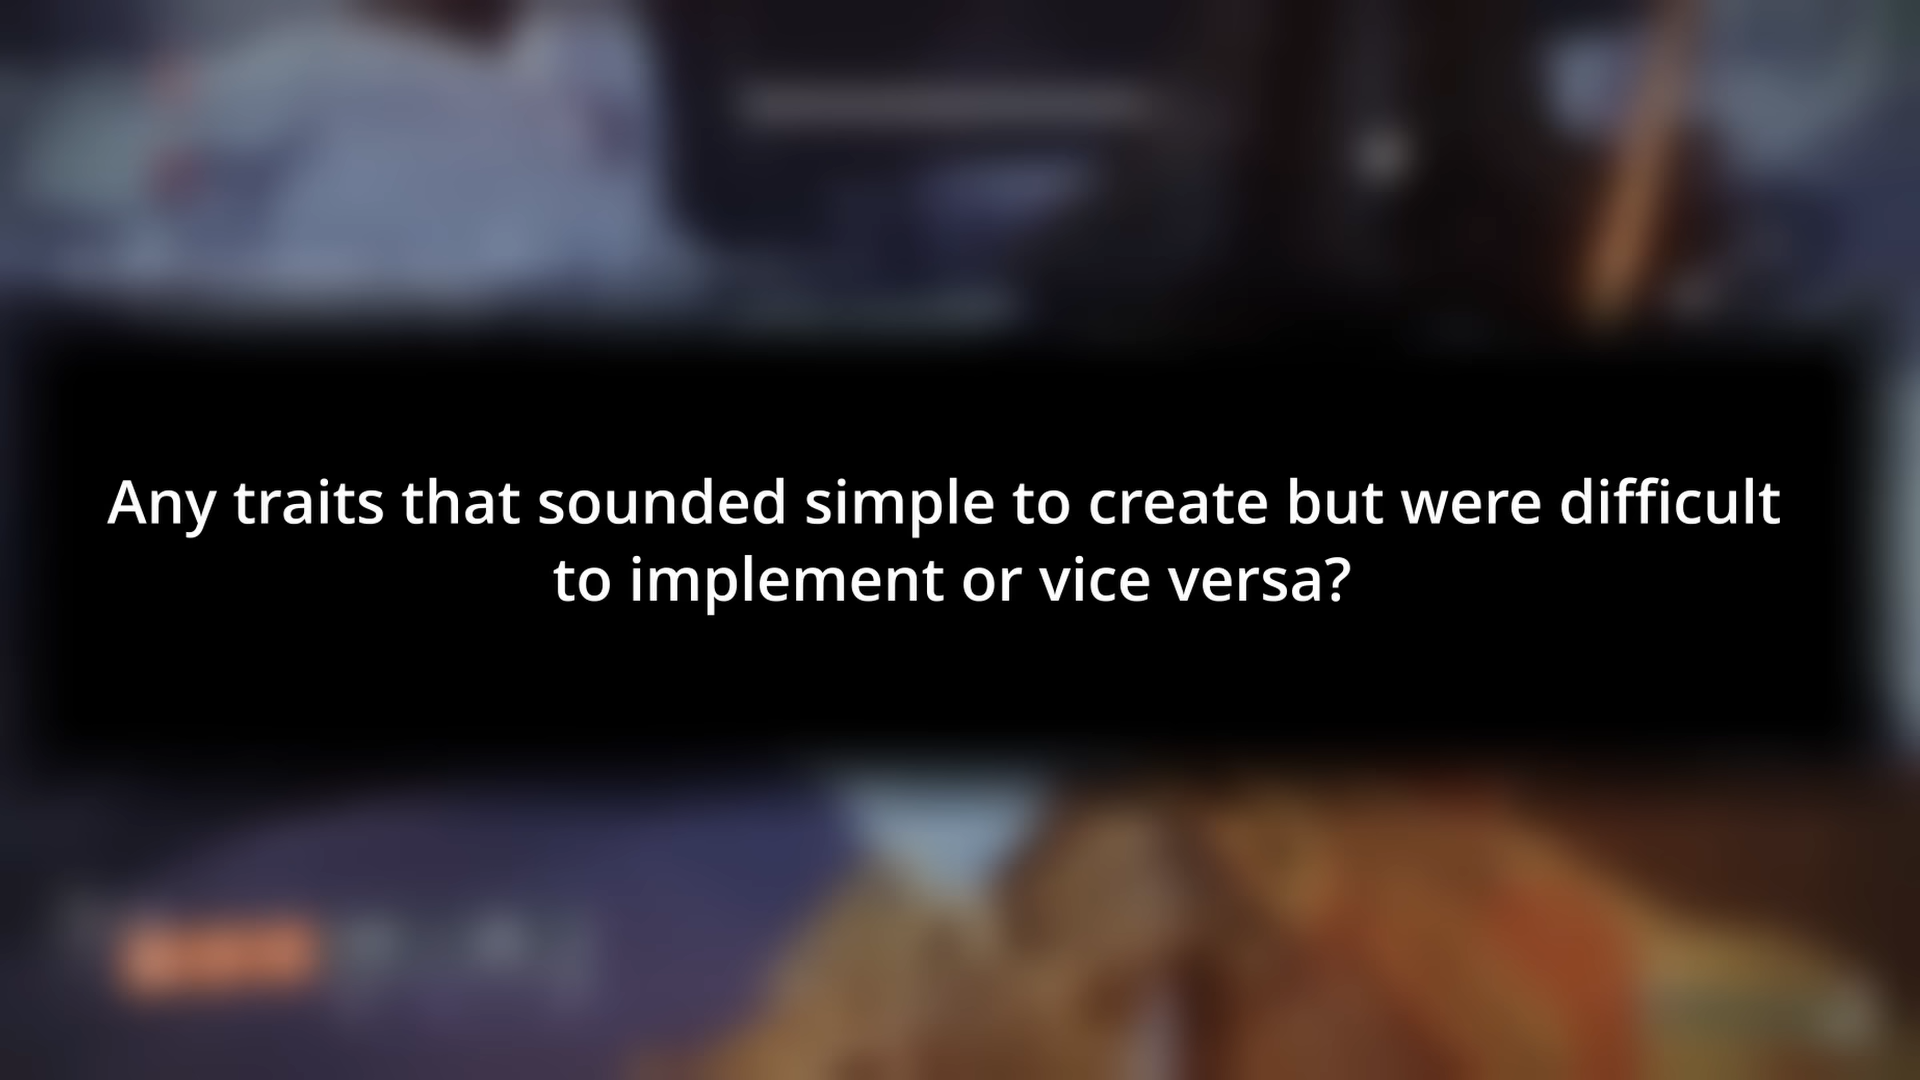 Any traits that sounded simple to create but were difficult
to implement or vice versa?